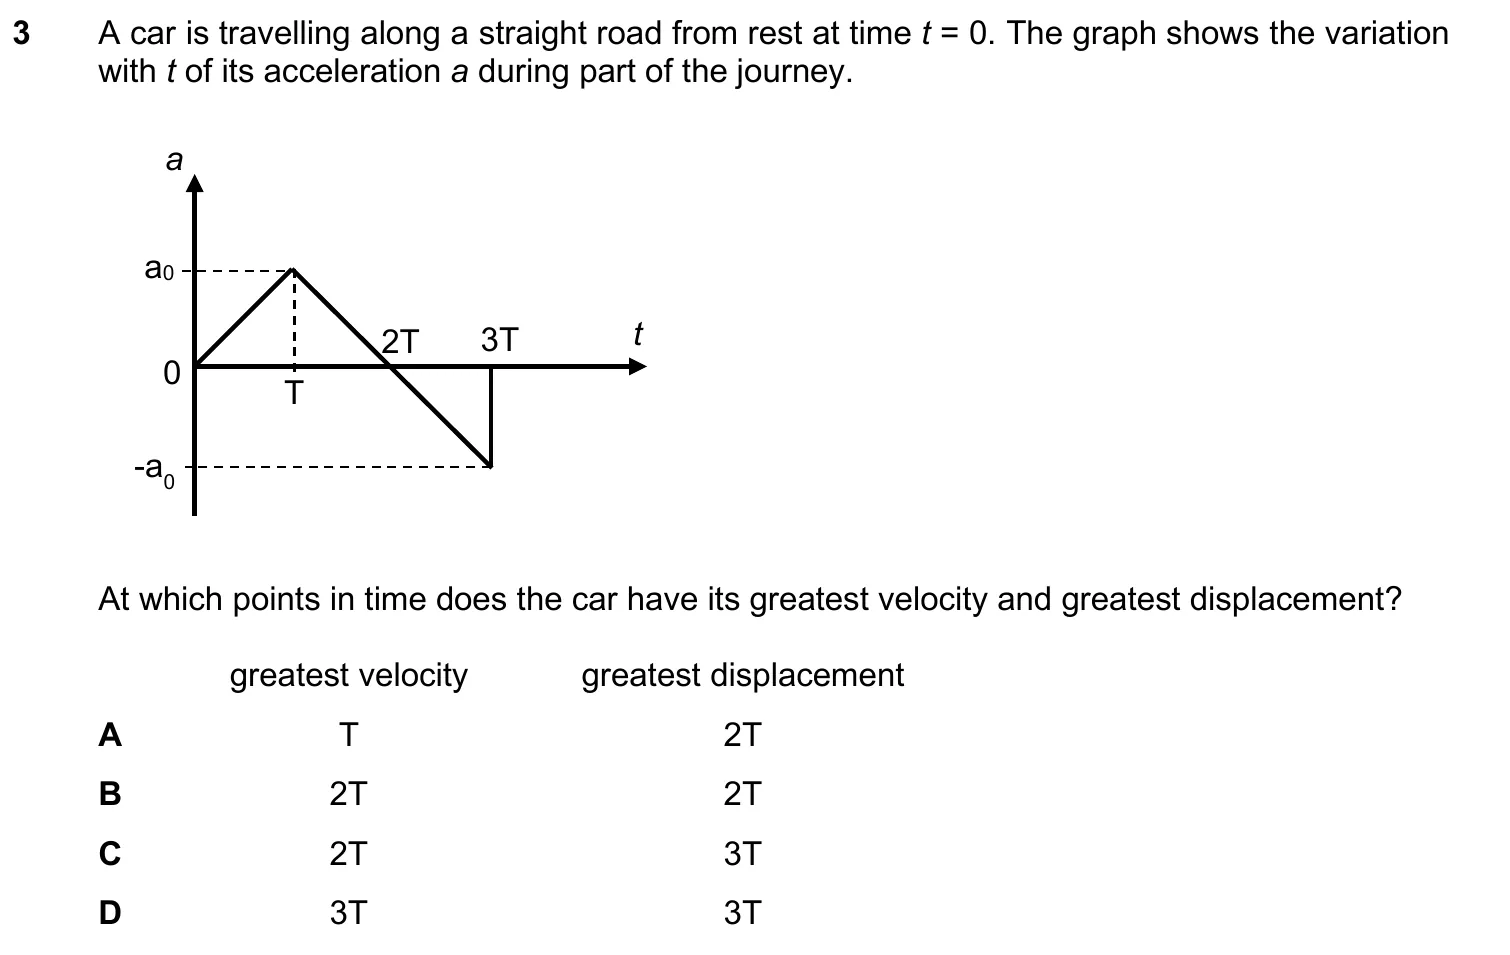 3 A car is travelling along a straight road from rest at time t = 0. The graph shows the variation
with t of its acceleration a during part of the journey.
a
a0
2T 3T t
0
T
-a0
At which points in time does the car have its greatest velocity and greatest displacement?
greatest velocity greatest displacement
A T 2T
B 2T 2T
C 2T 3T
D 3T 3T